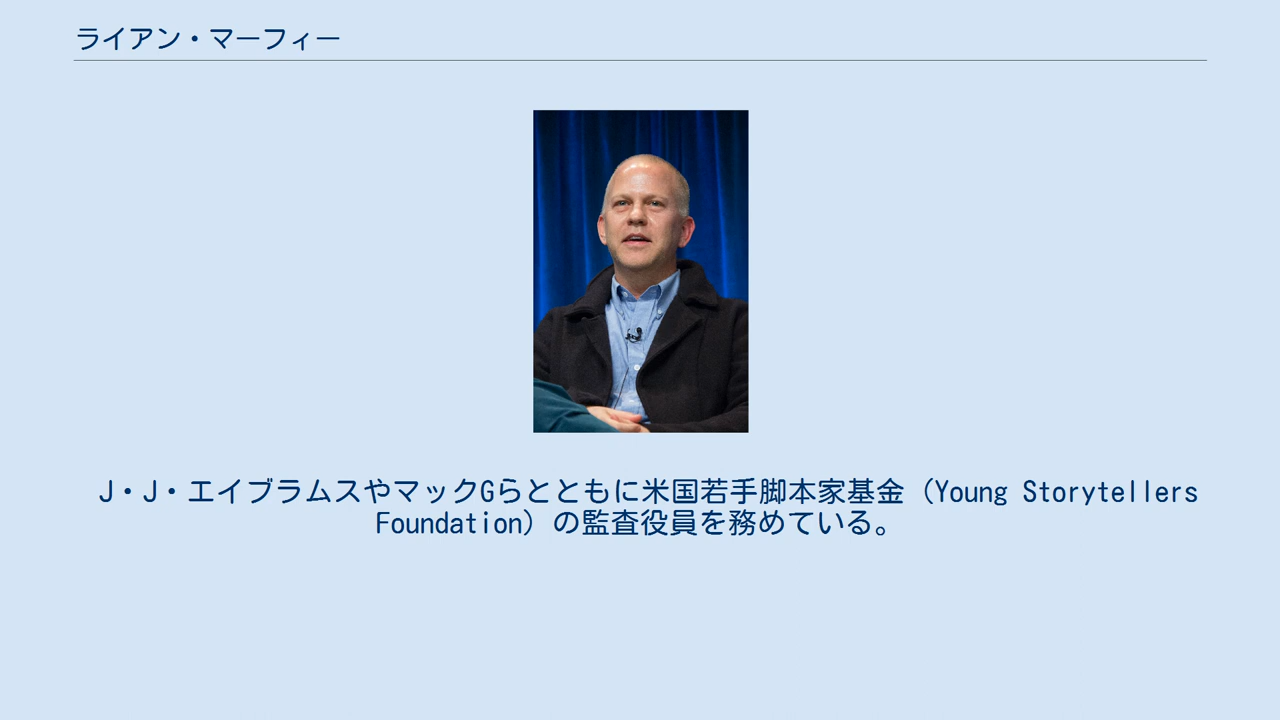 ライアン・マーフィー
J・J・エイブラムスやマックGらとともに米国若手脚本家基金（Young Storytellers
Foundation）の監査役員を務めている。